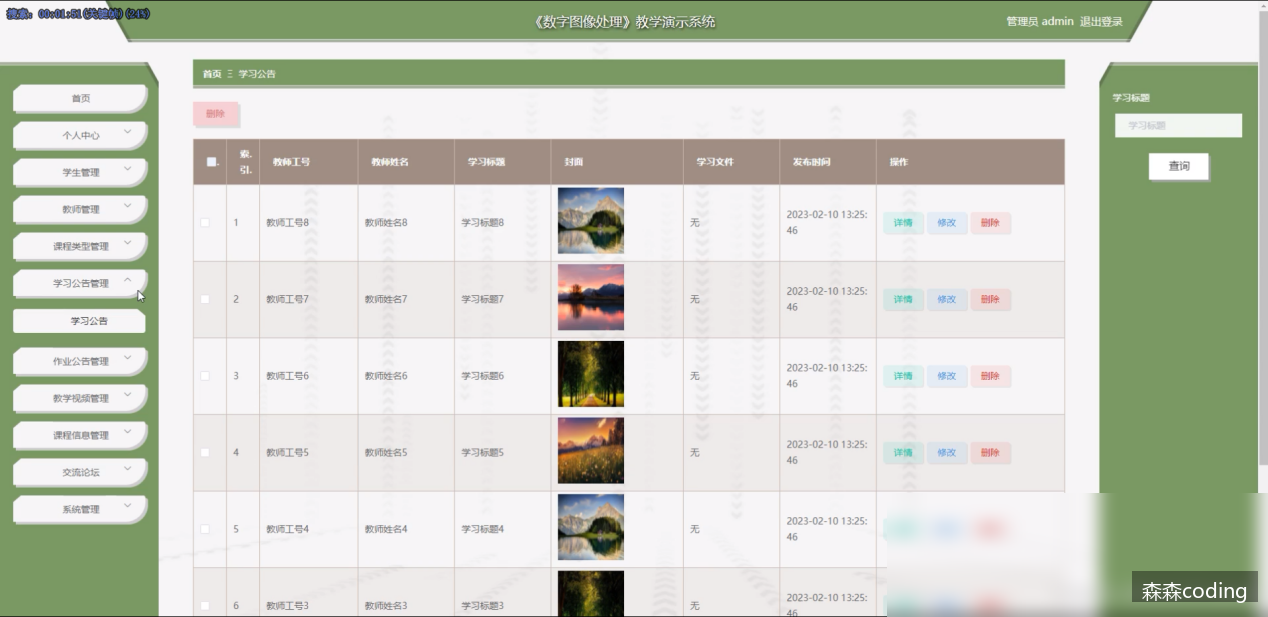 搜索: 00:01:51 (关键帧) (245)
《数字图像处理》教学演示系统
管理员 admin 退出登录
首页
个人中心
学生管理
教师管理
课程类型管理
学习公告管理
学习公告
作业公告管理
教学视频管理
课程信息管理
交流论坛
系统管理
首页 Ξ 学习公告
删除
索引 教师工号 教师姓名 学习标题 封面 学习文件 发布时间 操作
1 教师工号8 教师姓名8 学习标题8 无 2023-02-10 13:25:46 详情 修改 删除
2 教师工号7 教师姓名7 学习标题7 无 2023-02-10 13:25:46 详情 修改 删除
3 教师工号6 教师姓名6 学习标题6 无 2023-02-10 13:25:46 详情 修改 删除
4 教师工号5 教师姓名5 学习标题5 无 2023-02-10 13:25:46 详情 修改 删除
5 教师工号4 教师姓名4 学习标题4 无 2023-02-10 13:25:46
6 教师工号3 教师姓名3 学习标题3 无 2023-02-10 13:25:46
学习标题
学习标题
查询
森森coding